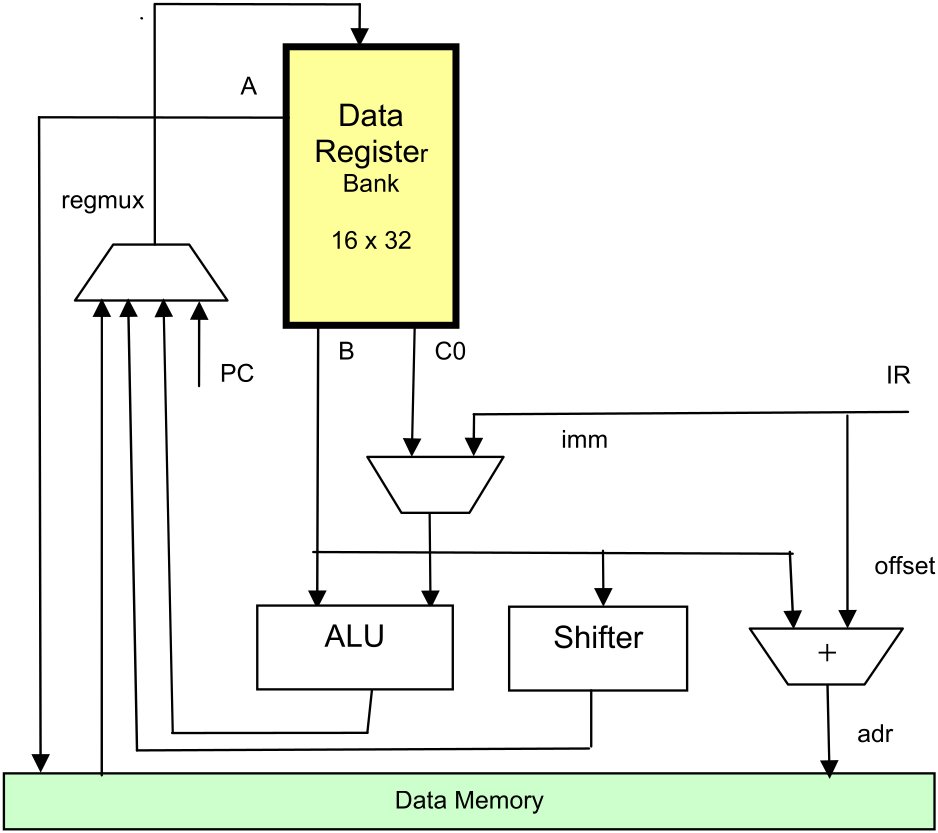 A
Data
Register
Bank
16 x 32
regmux
B
C0
PC
IR
imm
offset
ALU
Shifter
+
adr
Data Memory